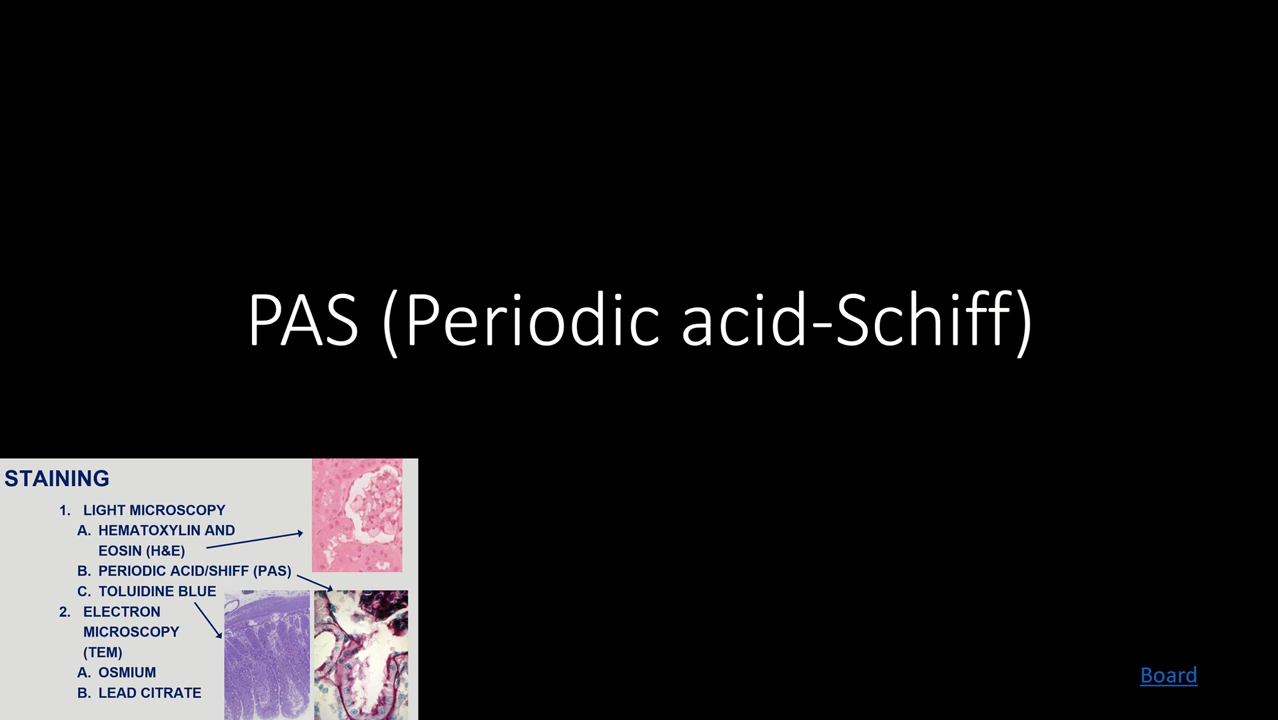 PAS (Periodic acid-Schiff)
STAINING
1. LIGHT MICROSCOPY
A. HEMATOXYLIN AND
EOSIN (H&E)
B. PERIODIC ACID/SHIFF (PAS)
C. TOLUIDINE BLUE
2. ELECTRON
MICROSCOPY
(TEM)
A. OSMIUM
B. LEAD CITRATE
Board